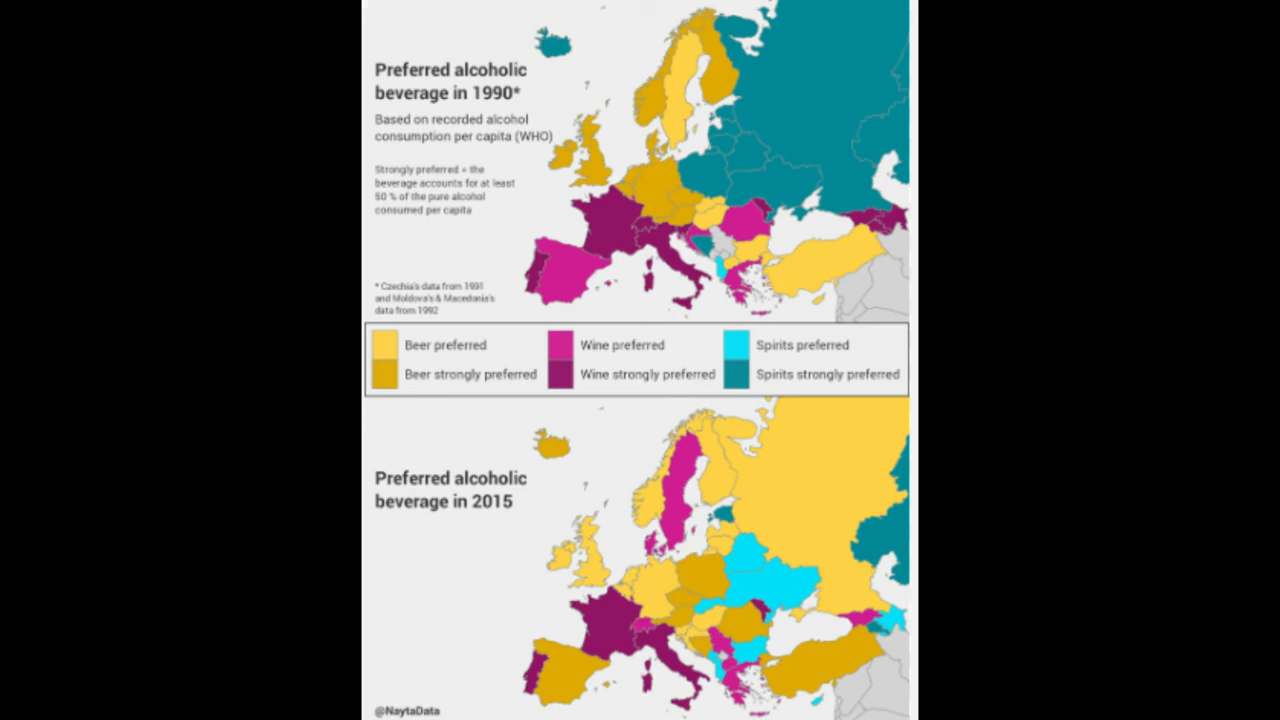 Preferred alcoholic
beverage in 1990*
Based on recorded alcohol
consumption per capita (WHO)
Strongly preferred = the
beverage accounts for at least
50 % of the pure alcohol
consumed per capita
* Czechia's data from 1991
and Moldova's & Macedonia's
data from 1992
Beer preferred
Wine preferred
Spirits preferred
Beer strongly preferred
Wine strongly preferred
Spirits strongly preferred
Preferred alcoholic
beverage in 2015
@NaytaData